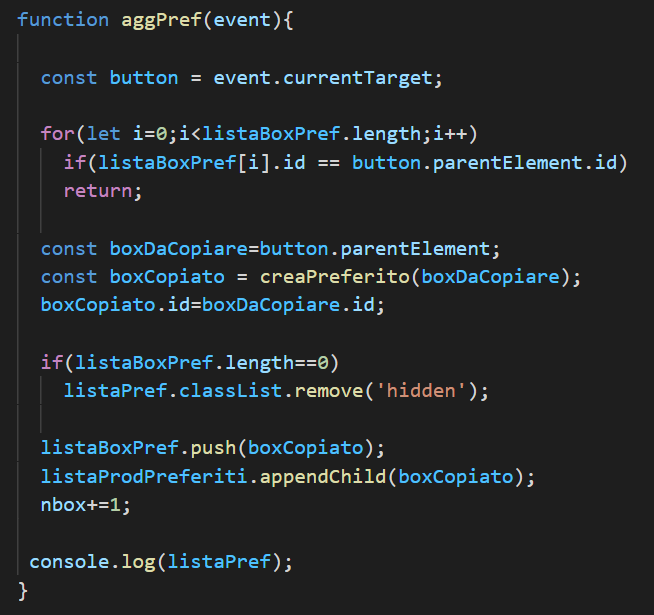 function aggPref(event){
const button = event.currentTarget;
for(let i=0;i<listaBoxPref.length;i++)
if(listaBoxPref[i].id == button.parentElement.id)
return;
const boxDaCopiare=button.parentElement;
const boxCopiato = creaPreferito(boxDaCopiare);
boxCopiato.id=boxDaCopiare.id;
if(listaBoxPref.length==0)
listaPref.classList.remove('hidden');
listaBoxPref.push(boxCopiato);
listaProdPreferiti.appendChild(boxCopiato);
nbox+=1;
console.log(listaPref);
}